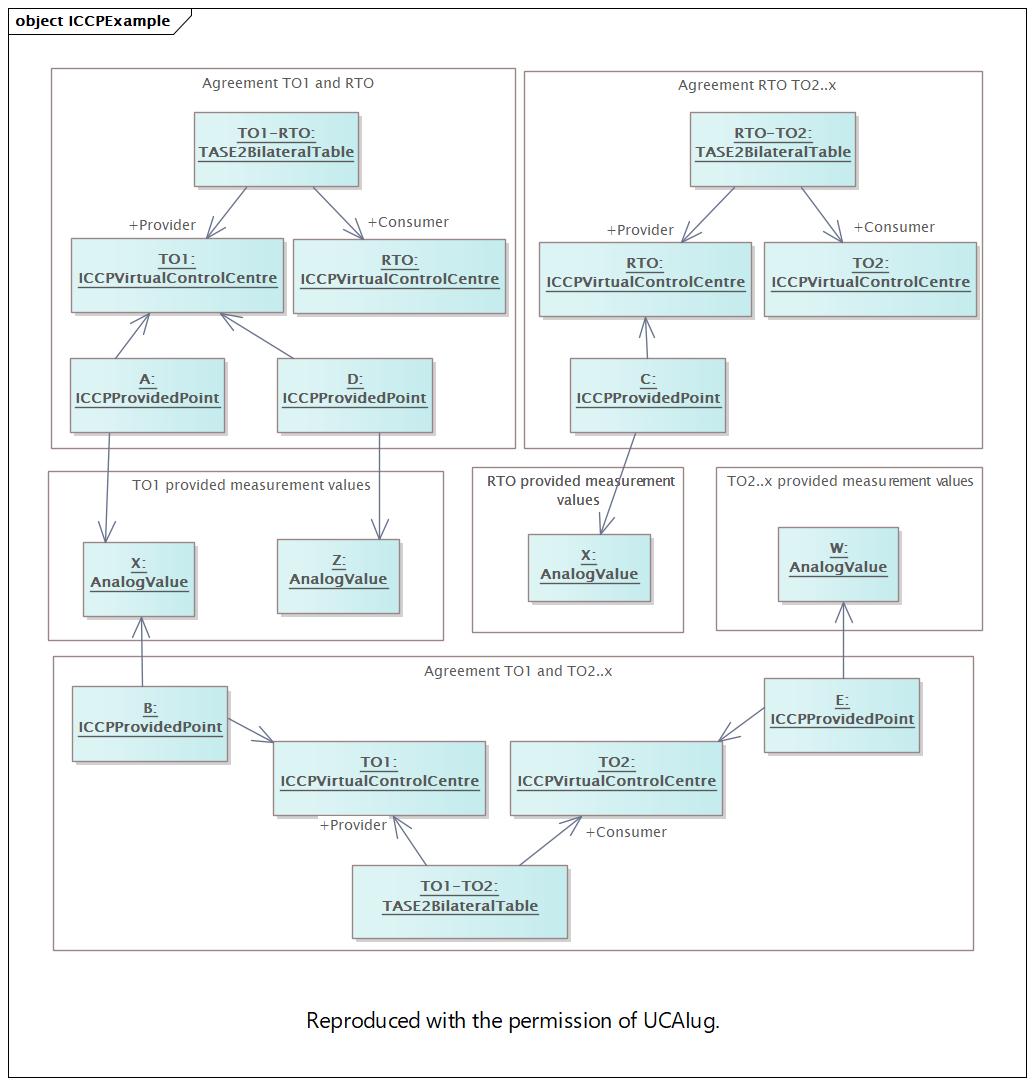 object ICCPExample
Agreement TO1 and RTO
TO1-RTO:
TASE2BilateralTable
+Provider
+Consumer
TO1:
ICCPVirtualControlCentre
RTO:
ICCPVirtualControlCentre
A:
ICCPProvidedPoint
D:
ICCPProvidedPoint
Agreement RTO TO2..x
RTO-TO2:
TASE2BilateralTable
+Provider
+Consumer
RTO:
ICCPVirtualControlCentre
TO2:
ICCPVirtualControlCentre
C:
ICCPProvidedPoint
TO1 provided measurement values
X:
AnalogValue
Z:
AnalogValue
RTO provided measurement
values
X:
AnalogValue
TO2..x provided measurement values
W:
AnalogValue
Agreement TO1 and TO2..x
B:
ICCPProvidedPoint
E:
ICCPProvidedPoint
TO1:
ICCPVirtualControlCentre
TO2:
ICCPVirtualControlCentre
+Provider
+Consumer
TO1-TO2:
TASE2BilateralTable
Reproduced with the permission of UCAIug.